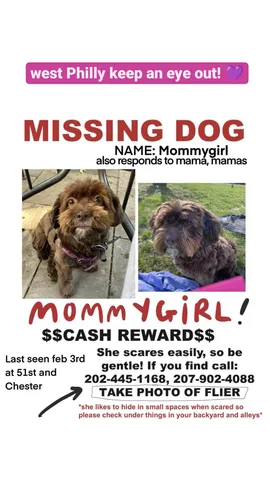 west Philly keep an eye out! 💜
MISSING DOG
NAME: Mommygirl
also responds to mama, mamas
MOMMYGIRL!
$$CASH REWARD$$
Last seen feb 3rd
at 51st and
Chester
She scares easily, so be
gentle! If you find call:
202-445-1168, 207-902-4088
TAKE PHOTO OF FLIER
*she likes to hide in small spaces when scared so
please check under things in your backyard and alleys*